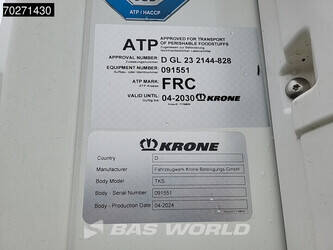 70271430
ATP I HACCP
ATP APPROVED FOR TRANSPORT
OF PERISHABLE FOODSTUFFS
APPROVAL NUMBER D GL 23 2144-828
EQUIPMENT NUMBER 091551
ATP MARK FRC
VALID UNTIL 04-2030 KRONE
KRONE
Country D
Manufacturer Fahrzeugwerk Krone Beteiligungs-GmbH
Body Model TKS
Body - Serial Number 091551
Body - Production Date 04-2024
BAS WORLD